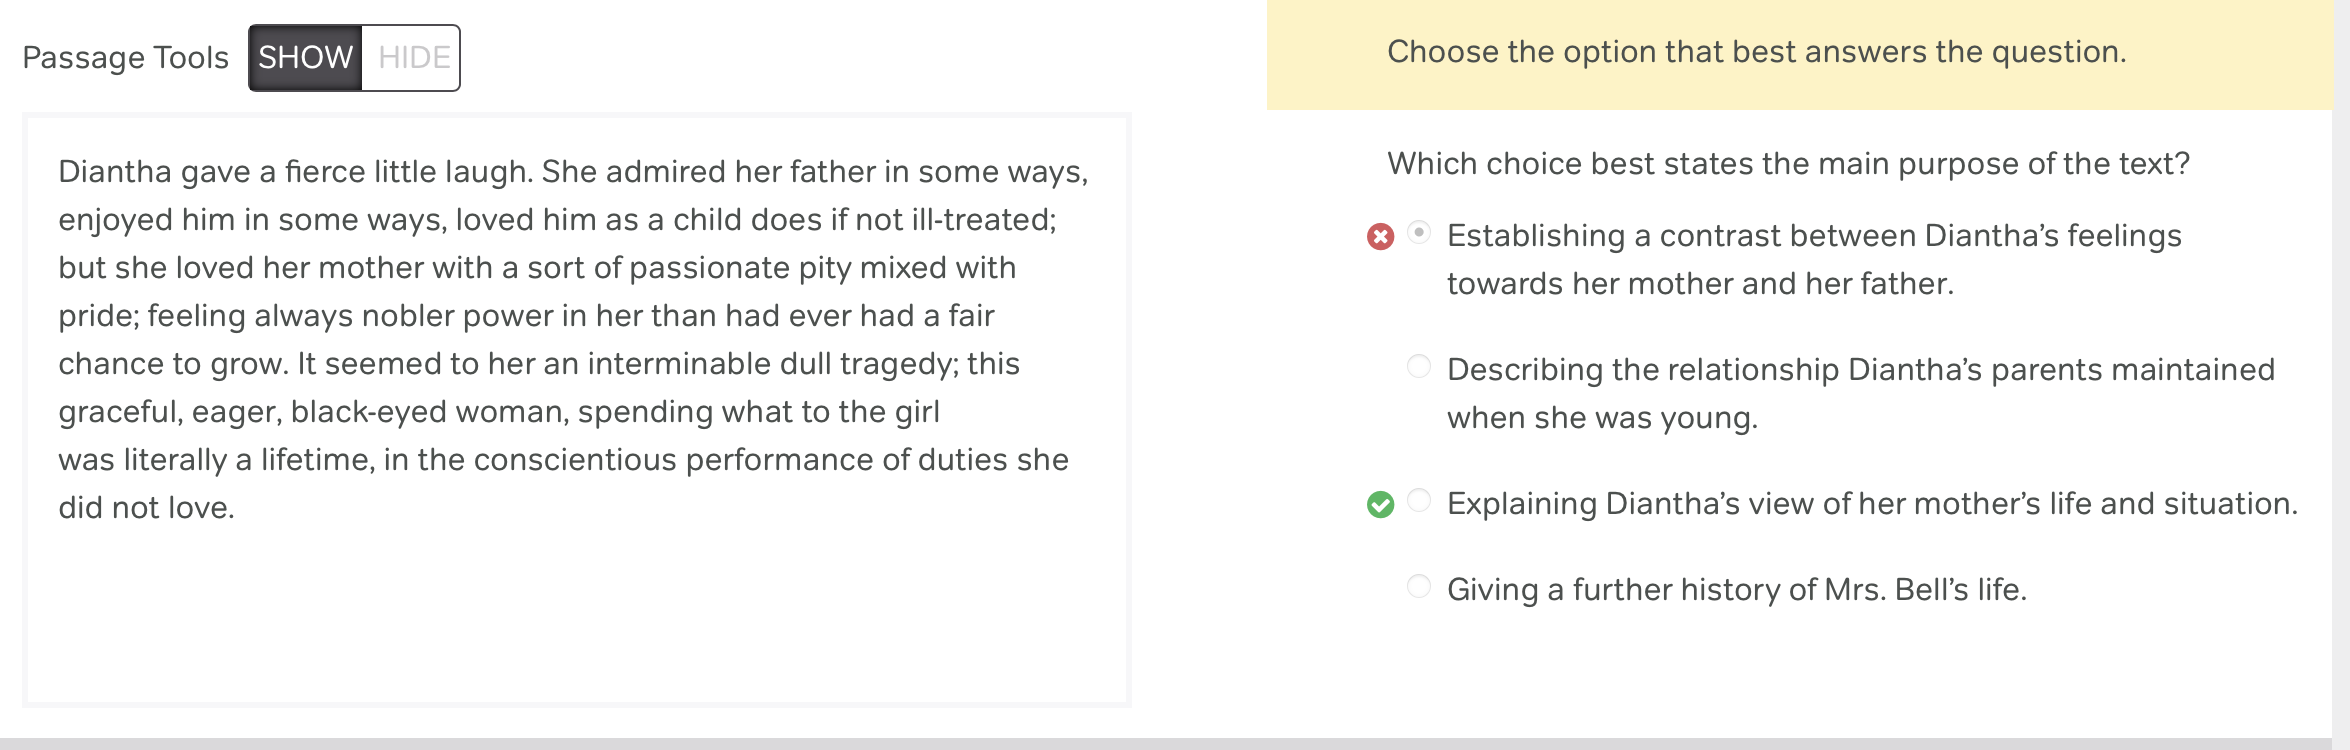 Passage Tools SHOW HIDE
Diantha gave a fierce little laugh. She admired her father in some ways,
enjoyed him in some ways, loved him as a child does if not ill-treated;
but she loved her mother with a sort of passionate pity mixed with
pride; feeling always nobler power in her than had ever had a fair
chance to grow. It seemed to her an interminable dull tragedy; this
graceful, eager, black-eyed woman, spending what to the girl
was literally a lifetime, in the conscientious performance of duties she
did not love.
Choose the option that best answers the question.
Which choice best states the main purpose of the text?
Establishing a contrast between Diantha’s feelings
towards her mother and her father.
Describing the relationship Diantha’s parents maintained
when she was young.
Explaining Diantha’s view of her mother’s life and situation.
Giving a further history of Mrs. Bell’s life.